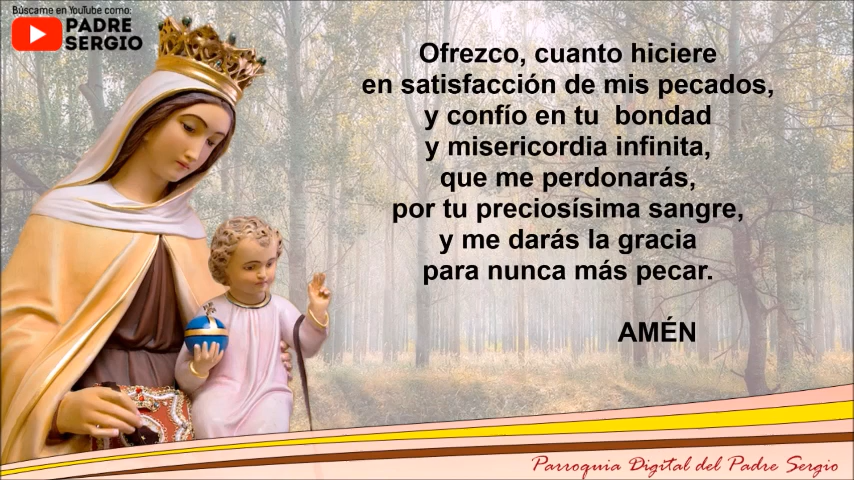 Búscame en YouTube como:
PADRE
SERGIO
Ofrezco, cuanto hiciere
en satisfacción de mis pecados,
y confío en tu  bondad
y misericordia infinita,
que me perdonarás,
por tu preciosísima sangre,
y me darás la gracia
para nunca más pecar.
AMÉN
Parroquia Digital del Padre Sergio